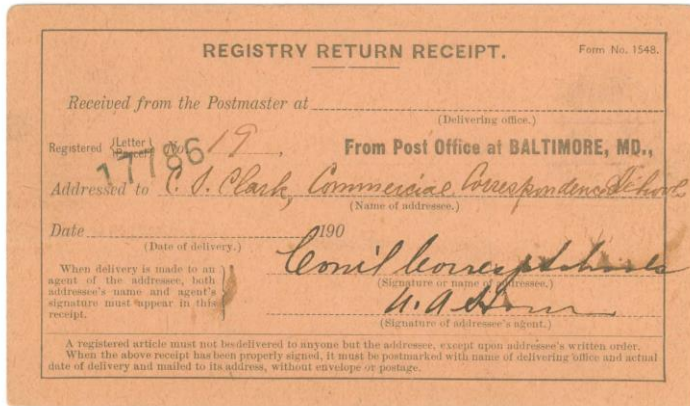 REGISTRY RETURN RECEIPT. Form No. 1548.
Received from the Postmaster at
(Delivering office.)
Registered {Letter Parcel} No. 19. From Post Office at BALTIMORE, MD.,
17786
Addressed to C. S. Clark, Commercial Correspondence School
(Name of addressee.)
Date 190
(Date of delivery.)
When delivery is made to an
agent of the addressee, both
addressee's name and agent's
signature must appear in this
receipt.
Com'l Corresp Schools
(Signature or name of addressee.)
(Signature of addressee's agent.)
A registered article must not be delivered to anyone but the addressee, except upon addressee's written order.
When the above receipt has been properly signed, it must be postmarked with name of delivering office and actual
date of delivery and mailed to its address, without envelope or postage.